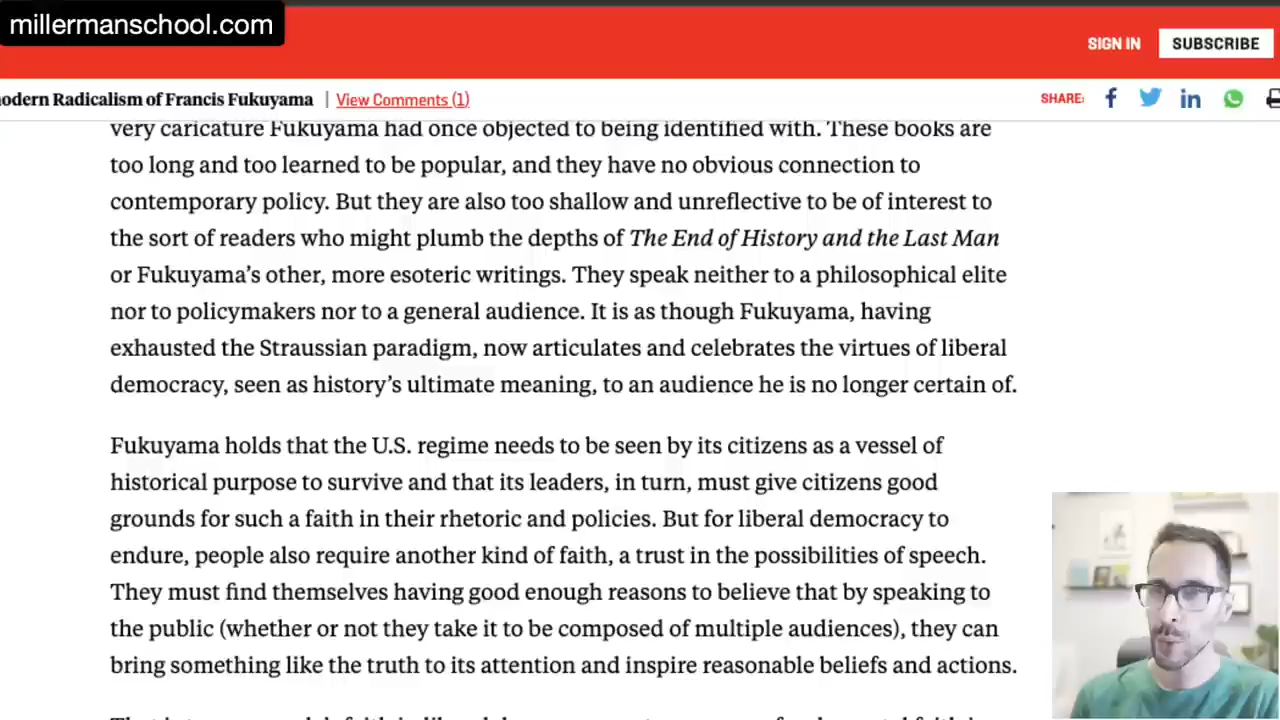 millermanschool.com
SIGN IN SUBSCRIBE
odern Radicalism of Francis Fukuyama | View Comments (1) SHARE:
very caricature Fukuyama had once objected to being identified with. These books are
too long and too learned to be popular, and they have no obvious connection to
contemporary policy. But they are also too shallow and unreflective to be of interest to
the sort of readers who might plumb the depths of The End of History and the Last Man
or Fukuyama’s other, more esoteric writings. They speak neither to a philosophical elite
nor to policymakers nor to a general audience. It is as though Fukuyama, having
exhausted the Straussian paradigm, now articulates and celebrates the virtues of liberal
democracy, seen as history’s ultimate meaning, to an audience he is no longer certain of.
Fukuyama holds that the U.S. regime needs to be seen by its citizens as a vessel of
historical purpose to survive and that its leaders, in turn, must give citizens good
grounds for such a faith in their rhetoric and policies. But for liberal democracy to
endure, people also require another kind of faith, a trust in the possibilities of speech.
They must find themselves having good enough reasons to believe that by speaking to
the public (whether or not they take it to be composed of multiple audiences), they can
bring something like the truth to its attention and inspire reasonable beliefs and actions.